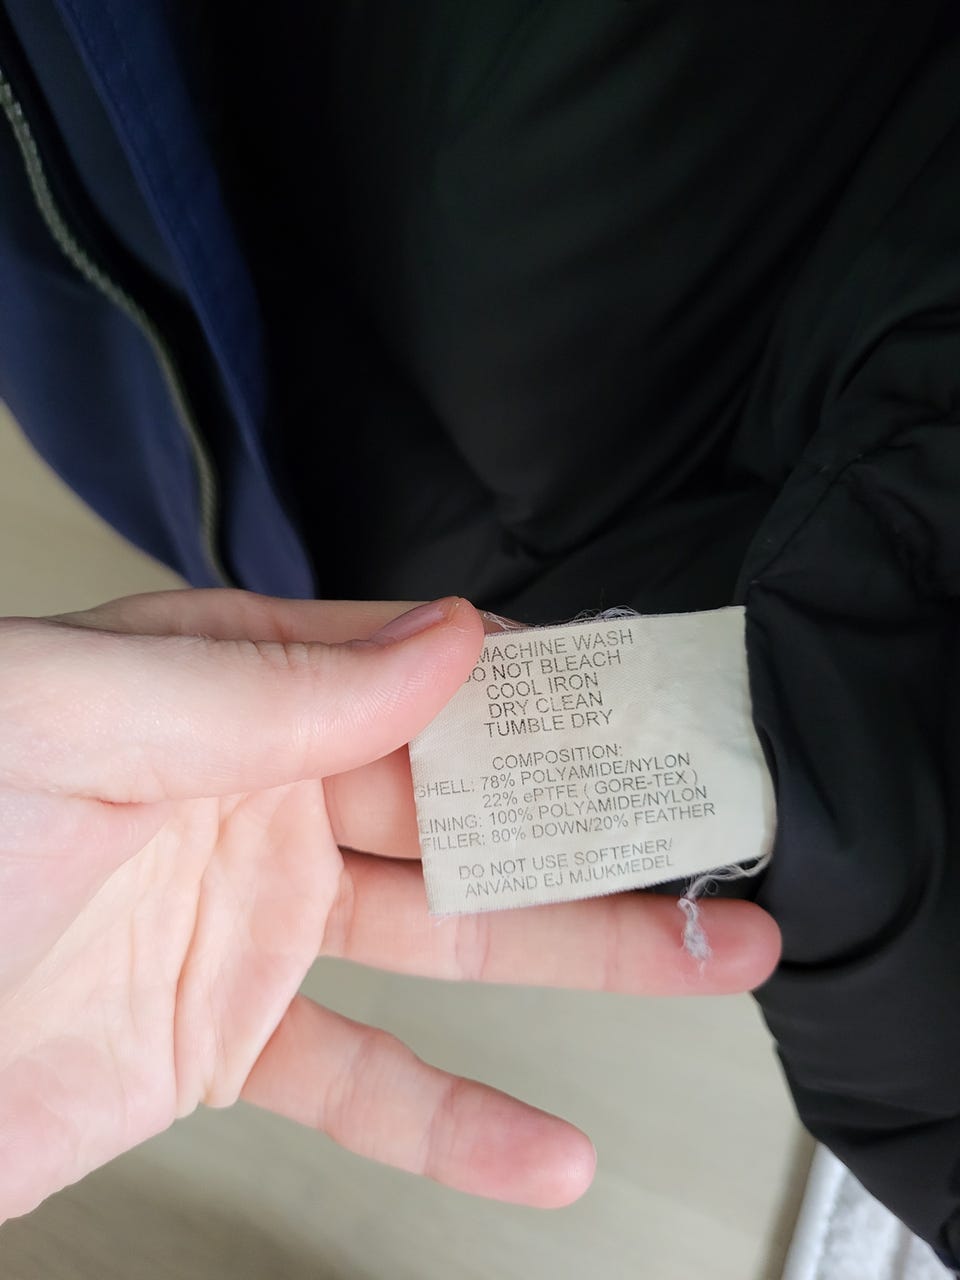 MACHINE WASH
DO NOT BLEACH
COOL IRON
DRY CLEAN
TUMBLE DRY
COMPOSITION:
SHELL: 78% POLYAMIDE/NYLON
22% ePTFE ( GORE-TEX )
LINING: 100% POLYAMIDE/NYLON
FILLER: 80% DOWN/20% FEATHER
DO NOT USE SOFTENER/
ANVÄND EJ MJUKMEDEL